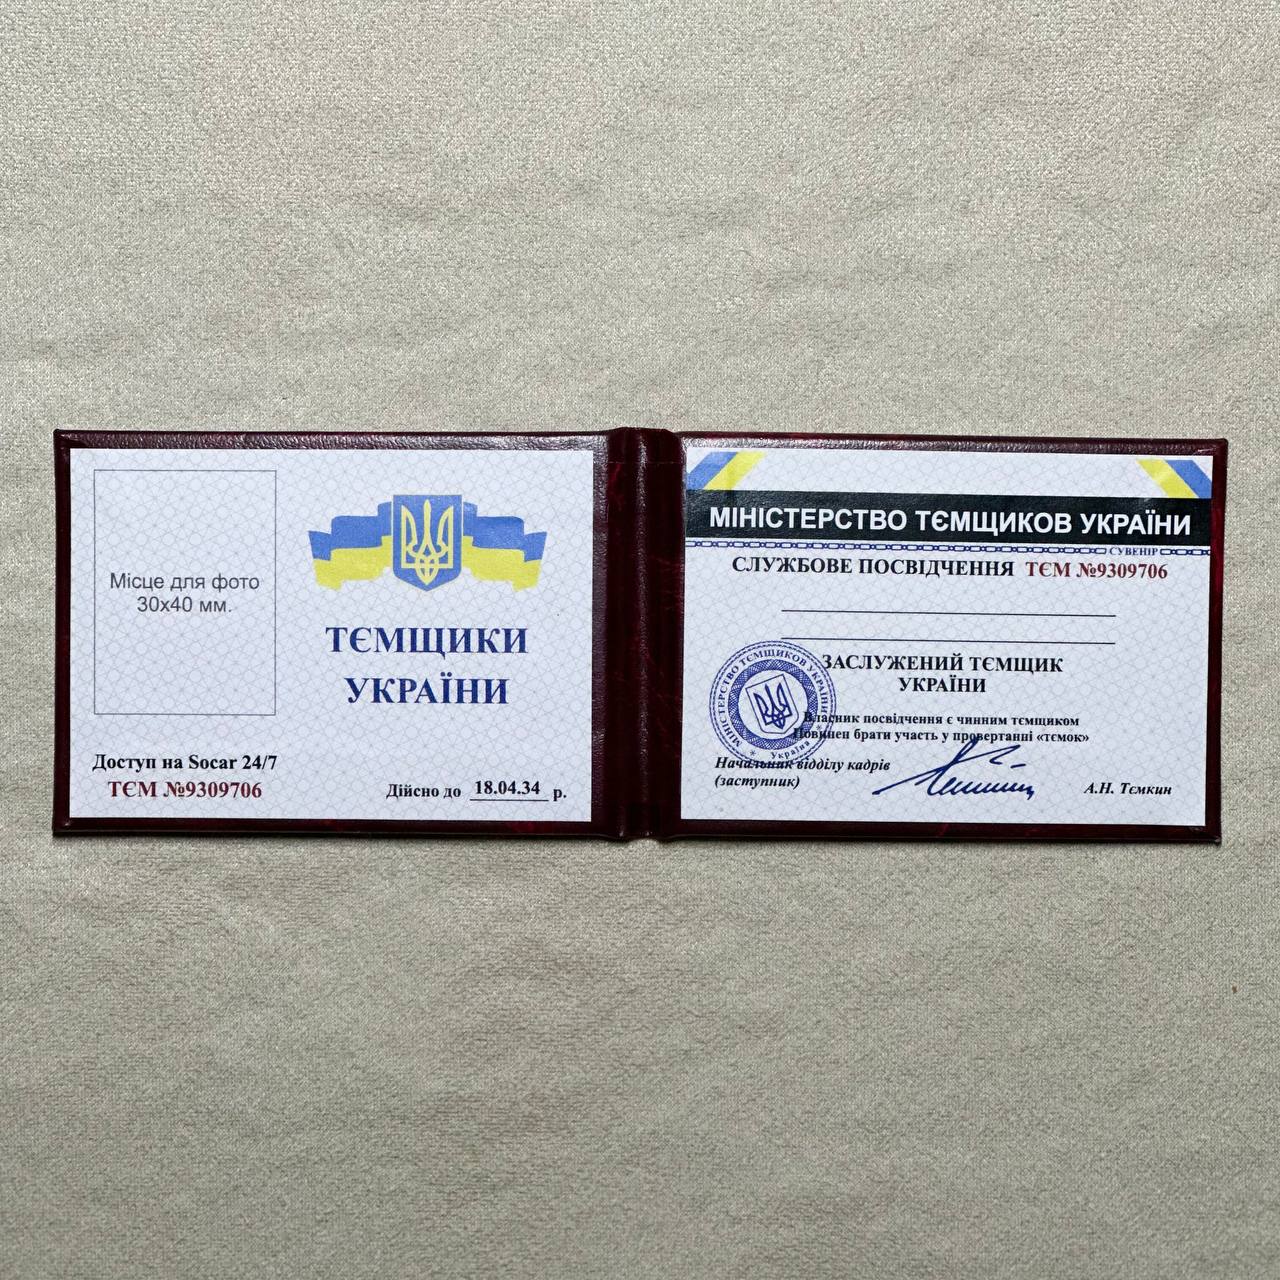 Місце для фото
30х40 мм.
ТЄМЩИКИ
УКРАЇНИ
Доступ на Socar 24/7
ТЄМ №9309706
Дійсно до 18.04.34 р.
МІНІСТЕРСТВО ТЄМЩИКОВ УКРАЇНИ
СУВЕНІР
СЛУЖБОВЕ ПОСВІДЧЕННЯ ТЄМ №9309706
ЗАСЛУЖЕНИЙ ТЄМЩИК
УКРАЇНИ
МІНІСТЕРСТВО ТЄМЩИКОВ УКРАЇНИ
Україна
Власник посвідчення є чинним тємщиком
Повинен брати участь у провертанні «тємок»
Начальник відділу кадрів
(заступник)
А.Н. Тємкин